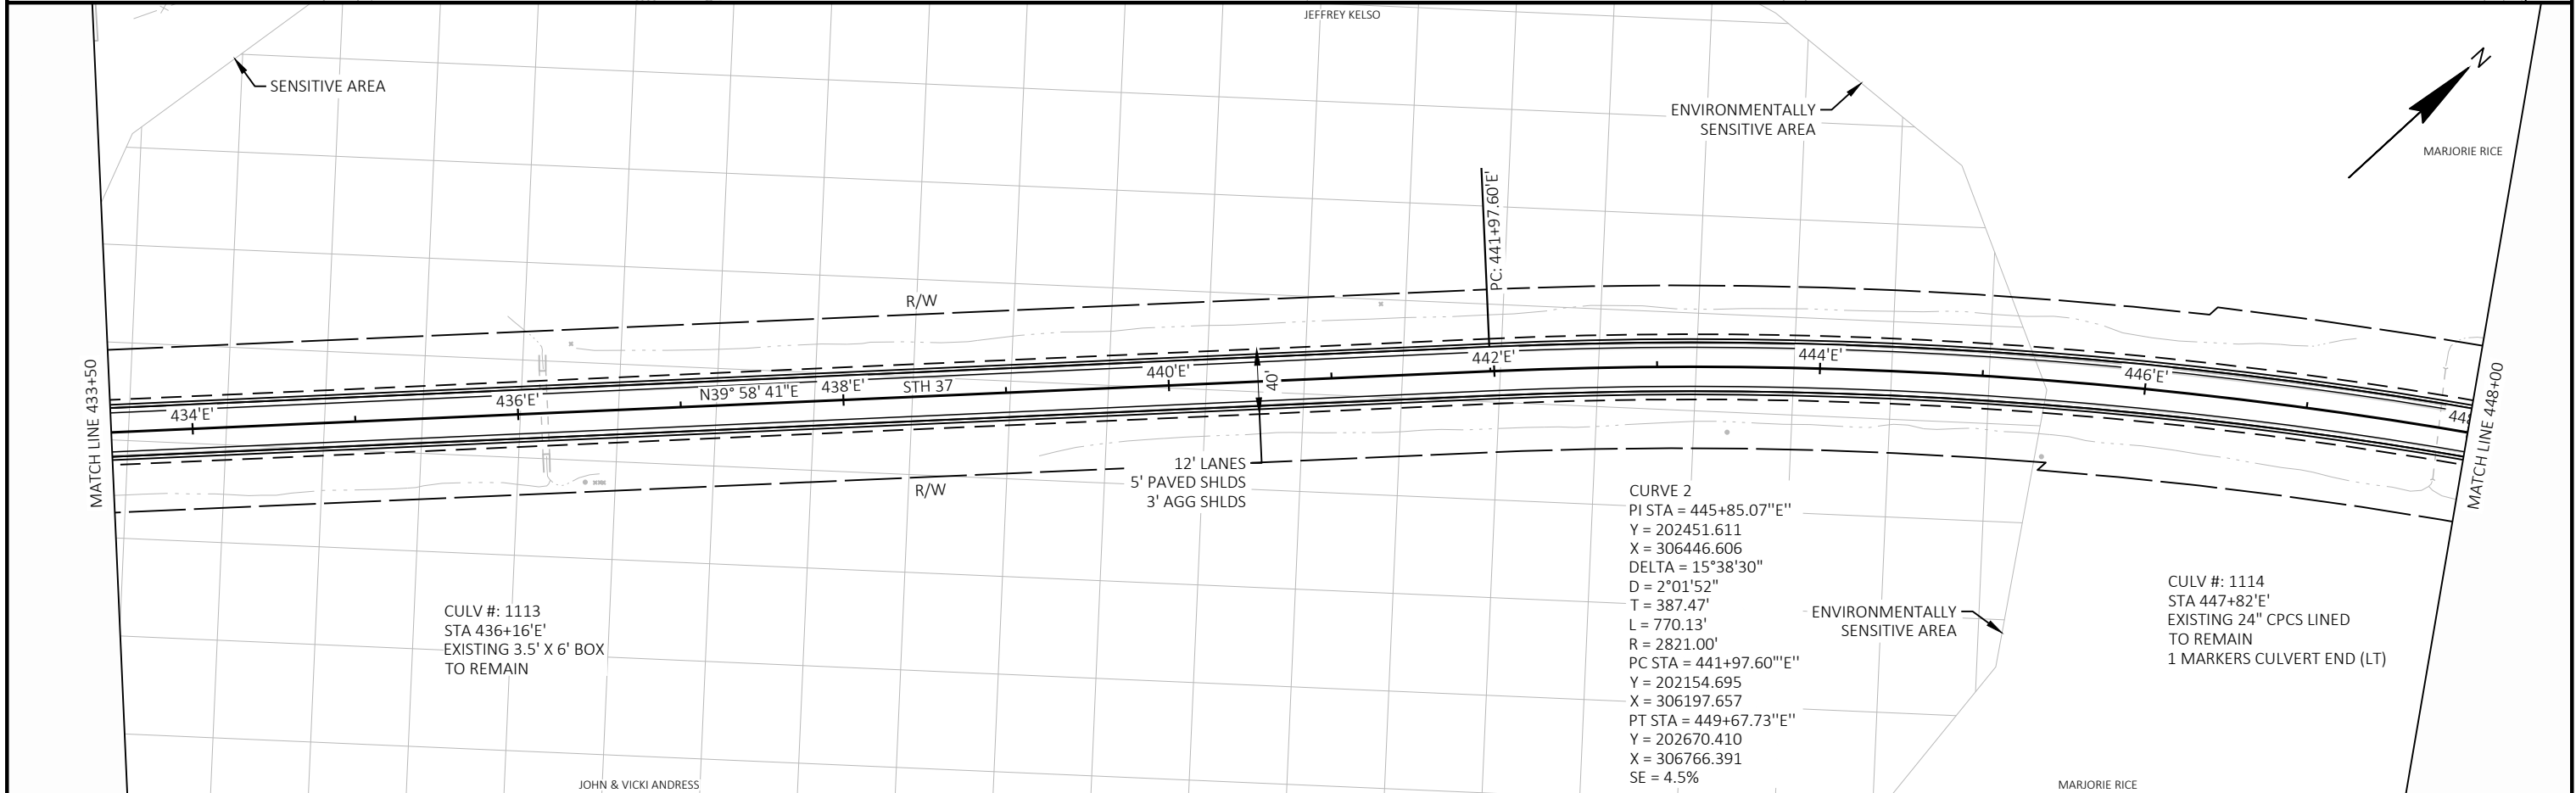 JEFFREY KELSO
SENSITIVE AREA
ENVIRONMENTALLY
SENSITIVE AREA
N
MARJORIE RICE
PC: 441+97.60'E'
R/W
MATCH LINE 433+50
434'E'
436'E'
N39° 58' 41"E
438'E'
STH 37
440'E'
40'
442'E'
444'E'
446'E'
448
MATCH LINE 448+00
R/W
12' LANES
5' PAVED SHLDS
3' AGG SHLDS
CURVE 2
PI STA = 445+85.07"E"
Y = 202451.611
X = 306446.606
DELTA = 15°38'30"
D = 2°01'52"
T = 387.47'
L = 770.13'
R = 2821.00'
PC STA = 441+97.60"'E"
Y = 202154.695
X = 306197.657
PT STA = 449+67.73"E"
Y = 202670.410
X = 306766.391
SE = 4.5%
ENVIRONMENTALLY
SENSITIVE AREA
CULV #: 1113
STA 436+16'E'
EXISTING 3.5' X 6' BOX
TO REMAIN
CULV #: 1114
STA 447+82'E'
EXISTING 24" CPCS LINED
TO REMAIN
1 MARKERS CULVERT END (LT)
JOHN & VICKI ANDRESS
MARJORIE RICE